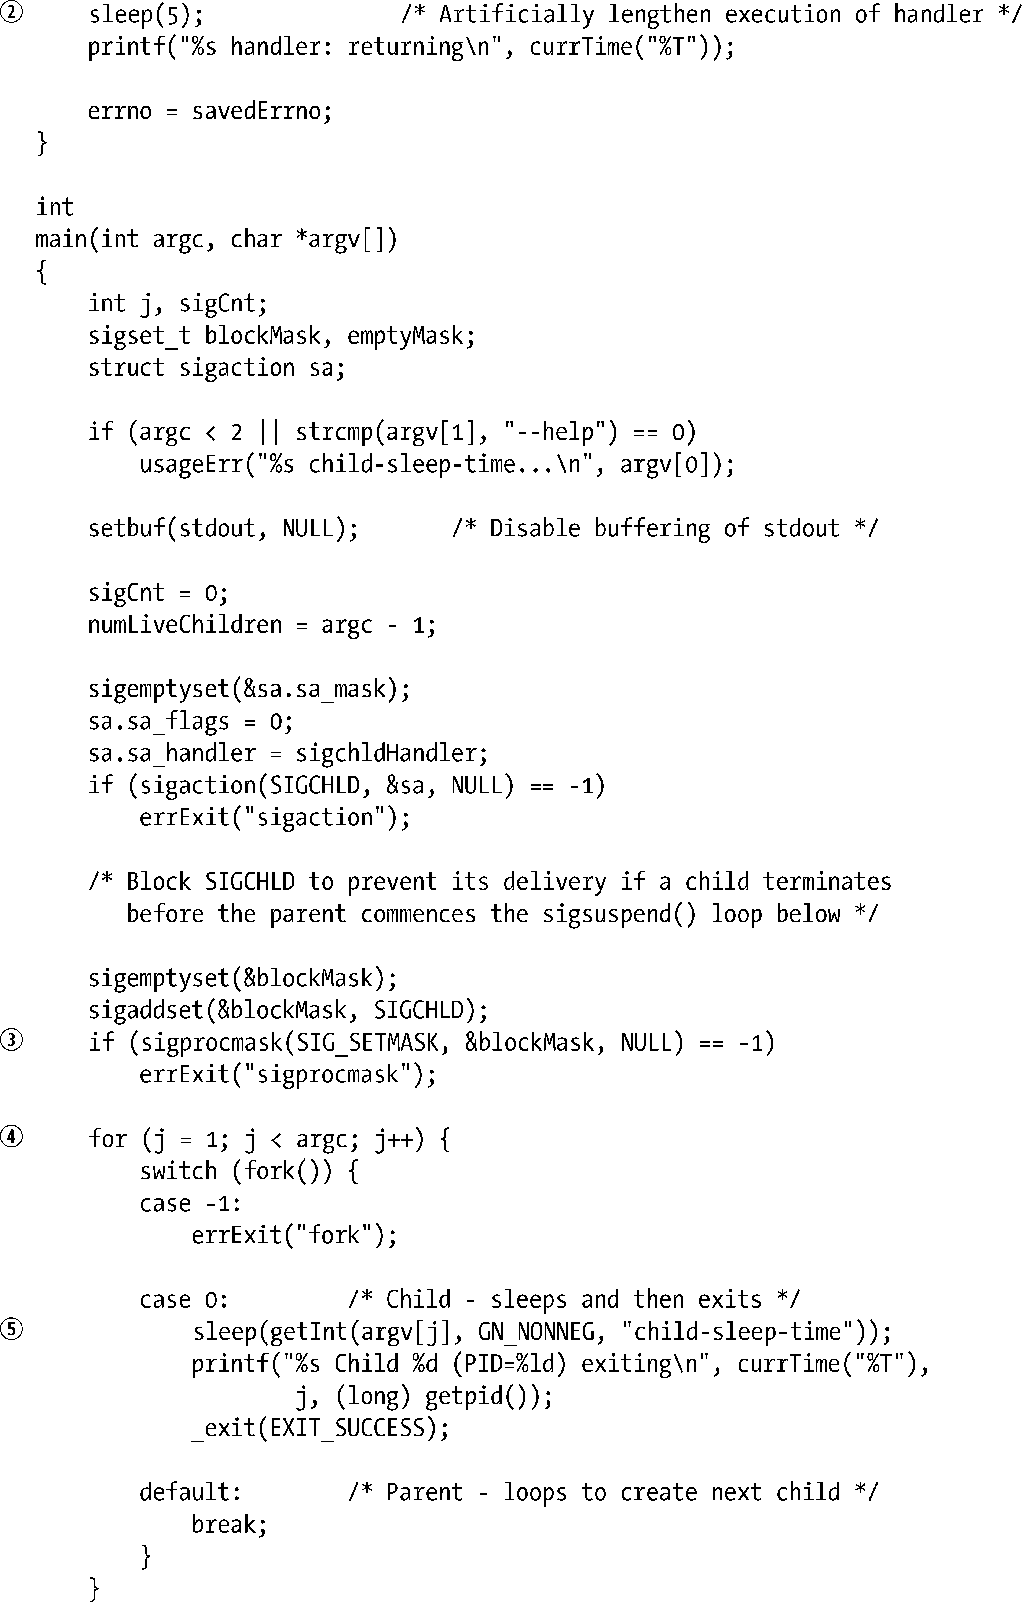 ② sleep(5); /* Artificially lengthen execution of handler */
printf("%s handler: returning\n", currTime("%T"));
errno = savedErrno;
}
int
main(int argc, char *argv[])
{
int j, sigCnt;
sigset_t blockMask, emptyMask;
struct sigaction sa;
if (argc < 2 || strcmp(argv[1], "--help") == 0)
usageErr("%s child-sleep-time...\n", argv[0]);
setbuf(stdout, NULL); /* Disable buffering of stdout */
sigCnt = 0;
numLiveChildren = argc - 1;
sigemptyset(&sa.sa_mask);
sa.sa_flags = 0;
sa.sa_handler = sigchldHandler;
if (sigaction(SIGCHLD, &sa, NULL) == -1)
errExit("sigaction");
/* Block SIGCHLD to prevent its delivery if a child terminates
before the parent commences the sigsuspend() loop below */
sigemptyset(&blockMask);
sigaddset(&blockMask, SIGCHLD);
③ if (sigprocmask(SIG_SETMASK, &blockMask, NULL) == -1)
errExit("sigprocmask");
④ for (j = 1; j < argc; j++) {
switch (fork()) {
case -1:
errExit("fork");
case 0: /* Child - sleeps and then exits */
⑤ sleep(getInt(argv[j], GN_NONNEG, "child-sleep-time"));
printf("%s Child %d (PID=%ld) exiting\n", currTime("%T"),
j, (long) getpid());
_exit(EXIT_SUCCESS);
default: /* Parent - loops to create next child */
break;
}
}